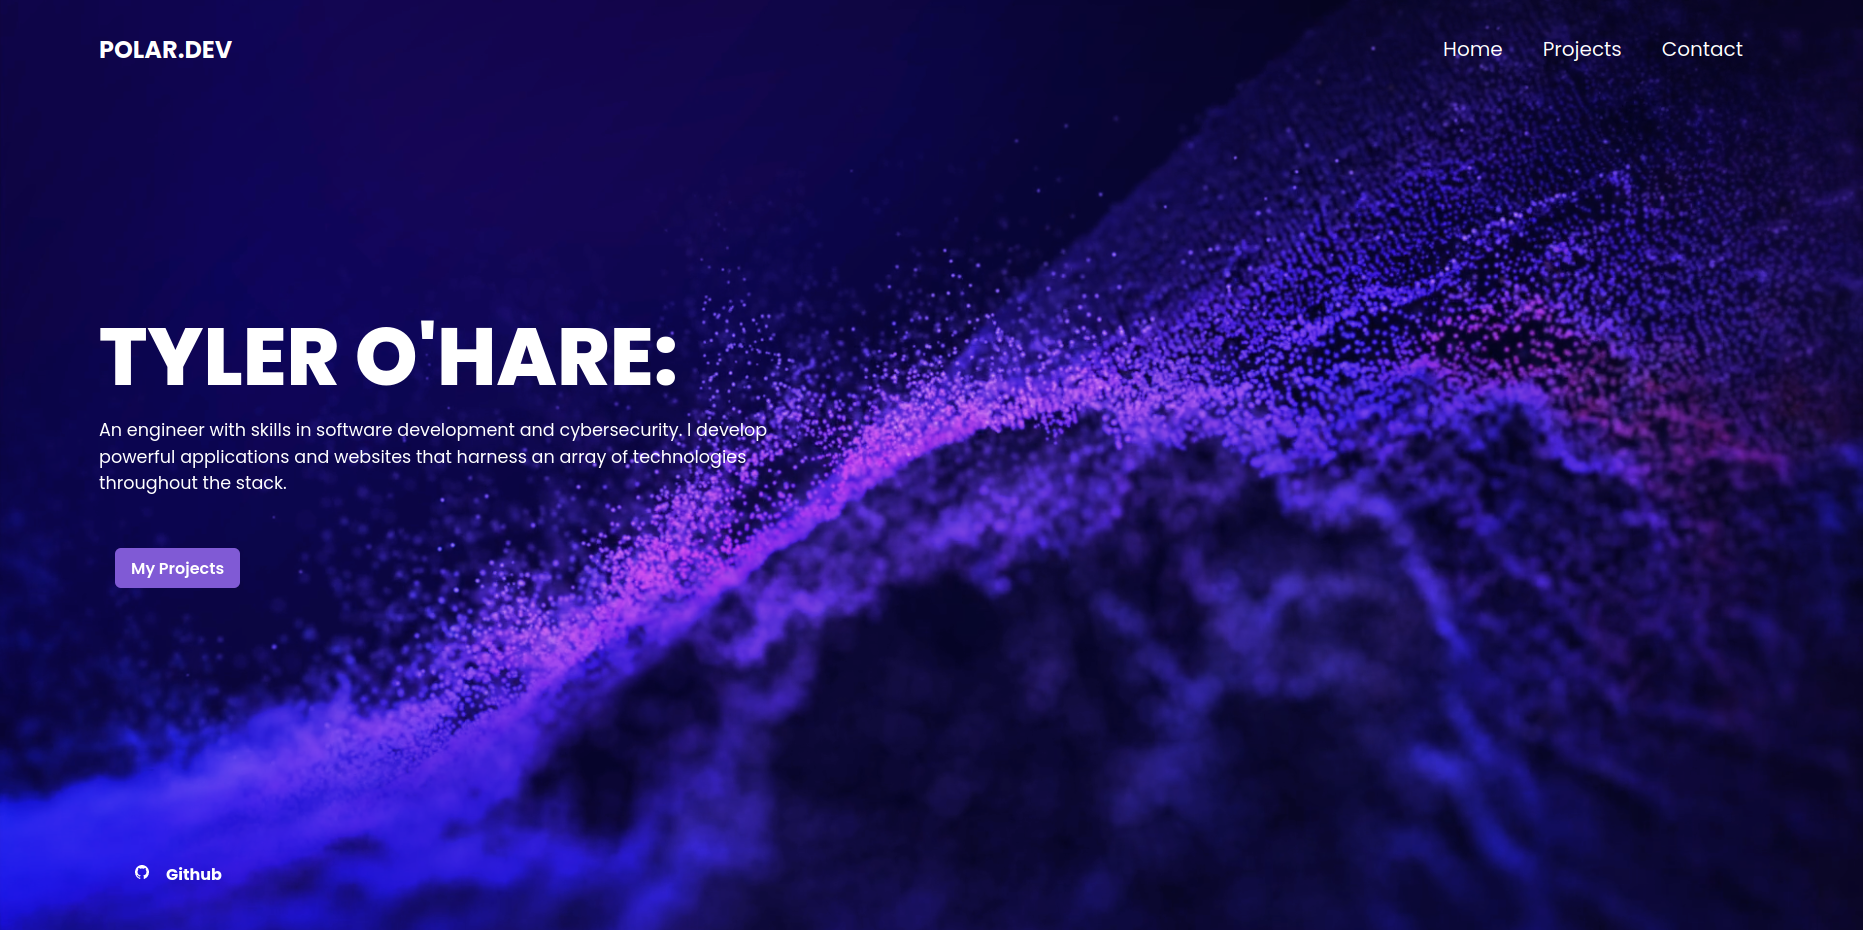 POLAR.DEV
Home Projects Contact
TYLER O'HARE:
An engineer with skills in software development and cybersecurity. I develop
powerful applications and websites that harness an array of technologies
throughout the stack.
My Projects
Github